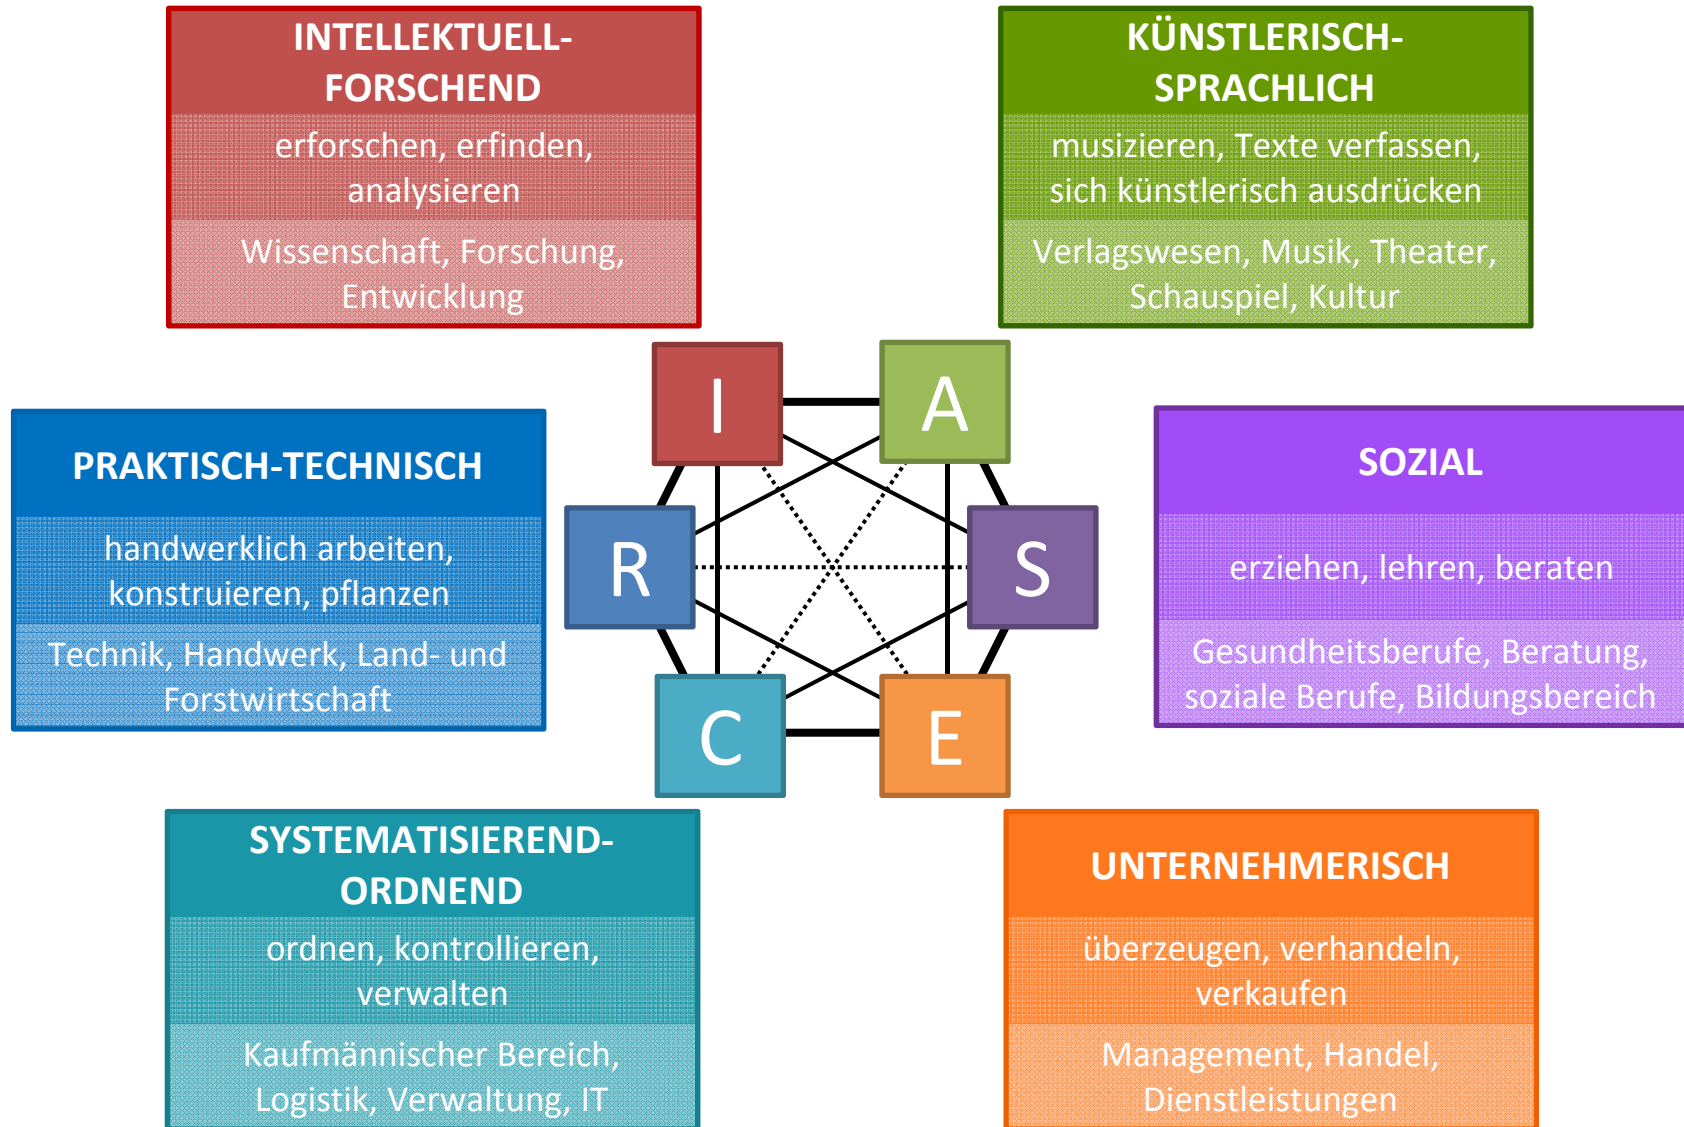 INTELLEKTUELL-
FORSCHEND
erforschen, erfinden,
analysieren
Wissenschaft, Forschung,
Entwicklung
KÜNSTLERISCH-
SPRACHLICH
musizieren, Texte verfassen,
sich künstlerisch ausdrücken
Verlagswesen, Musik, Theater,
Schauspiel, Kultur
I
A
PRAKTISCH-TECHNISCH
handwerklich arbeiten,
konstruieren, pflanzen
Technik, Handwerk, Land- und
Forstwirtschaft
R
S
SOZIAL
erziehen, lehren, beraten
Gesundheitsberufe, Beratung,
soziale Berufe, Bildungsbereich
C
E
SYSTEMATISIEREND-
ORDNEND
ordnen, kontrollieren,
verwalten
Kaufmännischer Bereich,
Logistik, Verwaltung, IT
UNTERNEHMERISCH
überzeugen, verhandeln,
verkaufen
Management, Handel,
Dienstleistungen